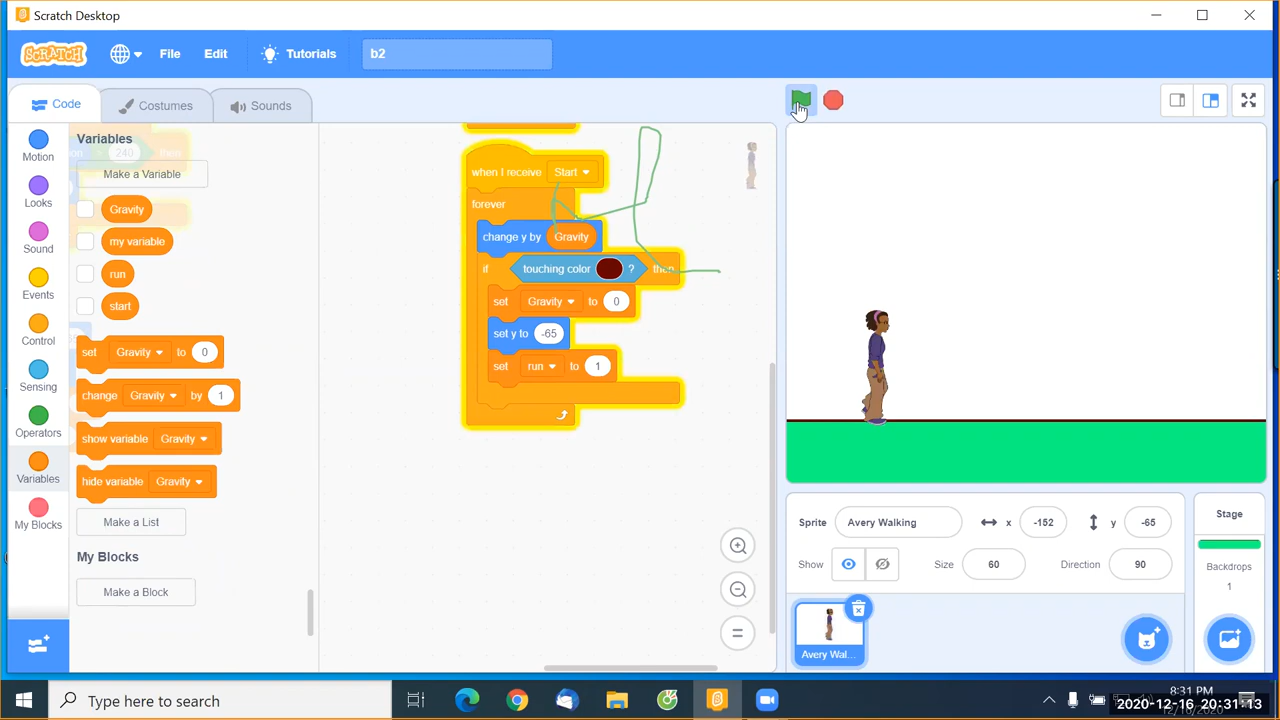 Scratch Desktop
SCRATCH
File
Edit
Tutorials
b2
Code
Costumes
Sounds
Motion
Looks
Sound
Events
Control
Sensing
Operators
Variables
My Blocks
Variables
240 then
Make a Variable
Gravity
my variable
run
start
set Gravity to 0
change Gravity by 1
show variable Gravity
hide variable Gravity
Make a List
My Blocks
Make a Block
when I receive Start
forever
change y by Gravity
if touching color ? then
set Gravity to 0
set y to -65
set run to 1
Sprite Avery Walking x -152 y -65
Show Size 60 Direction 90
Avery Wal...
Stage
Backdrops
1
Type here to search
8:31 PM
2020-12-16 20:31:13